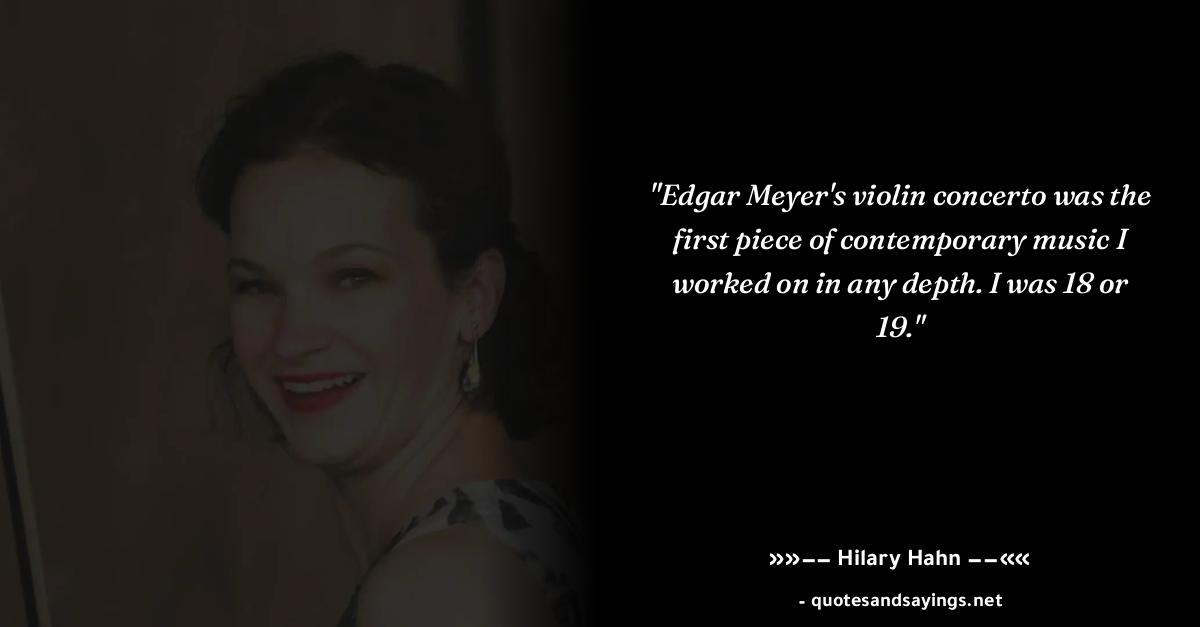 "Edgar Meyer's violin concerto was the
first piece of contemporary music I
worked on in any depth. I was 18 or
19."
»»−− Hilary Hahn −−««
- quotesandsayings.net